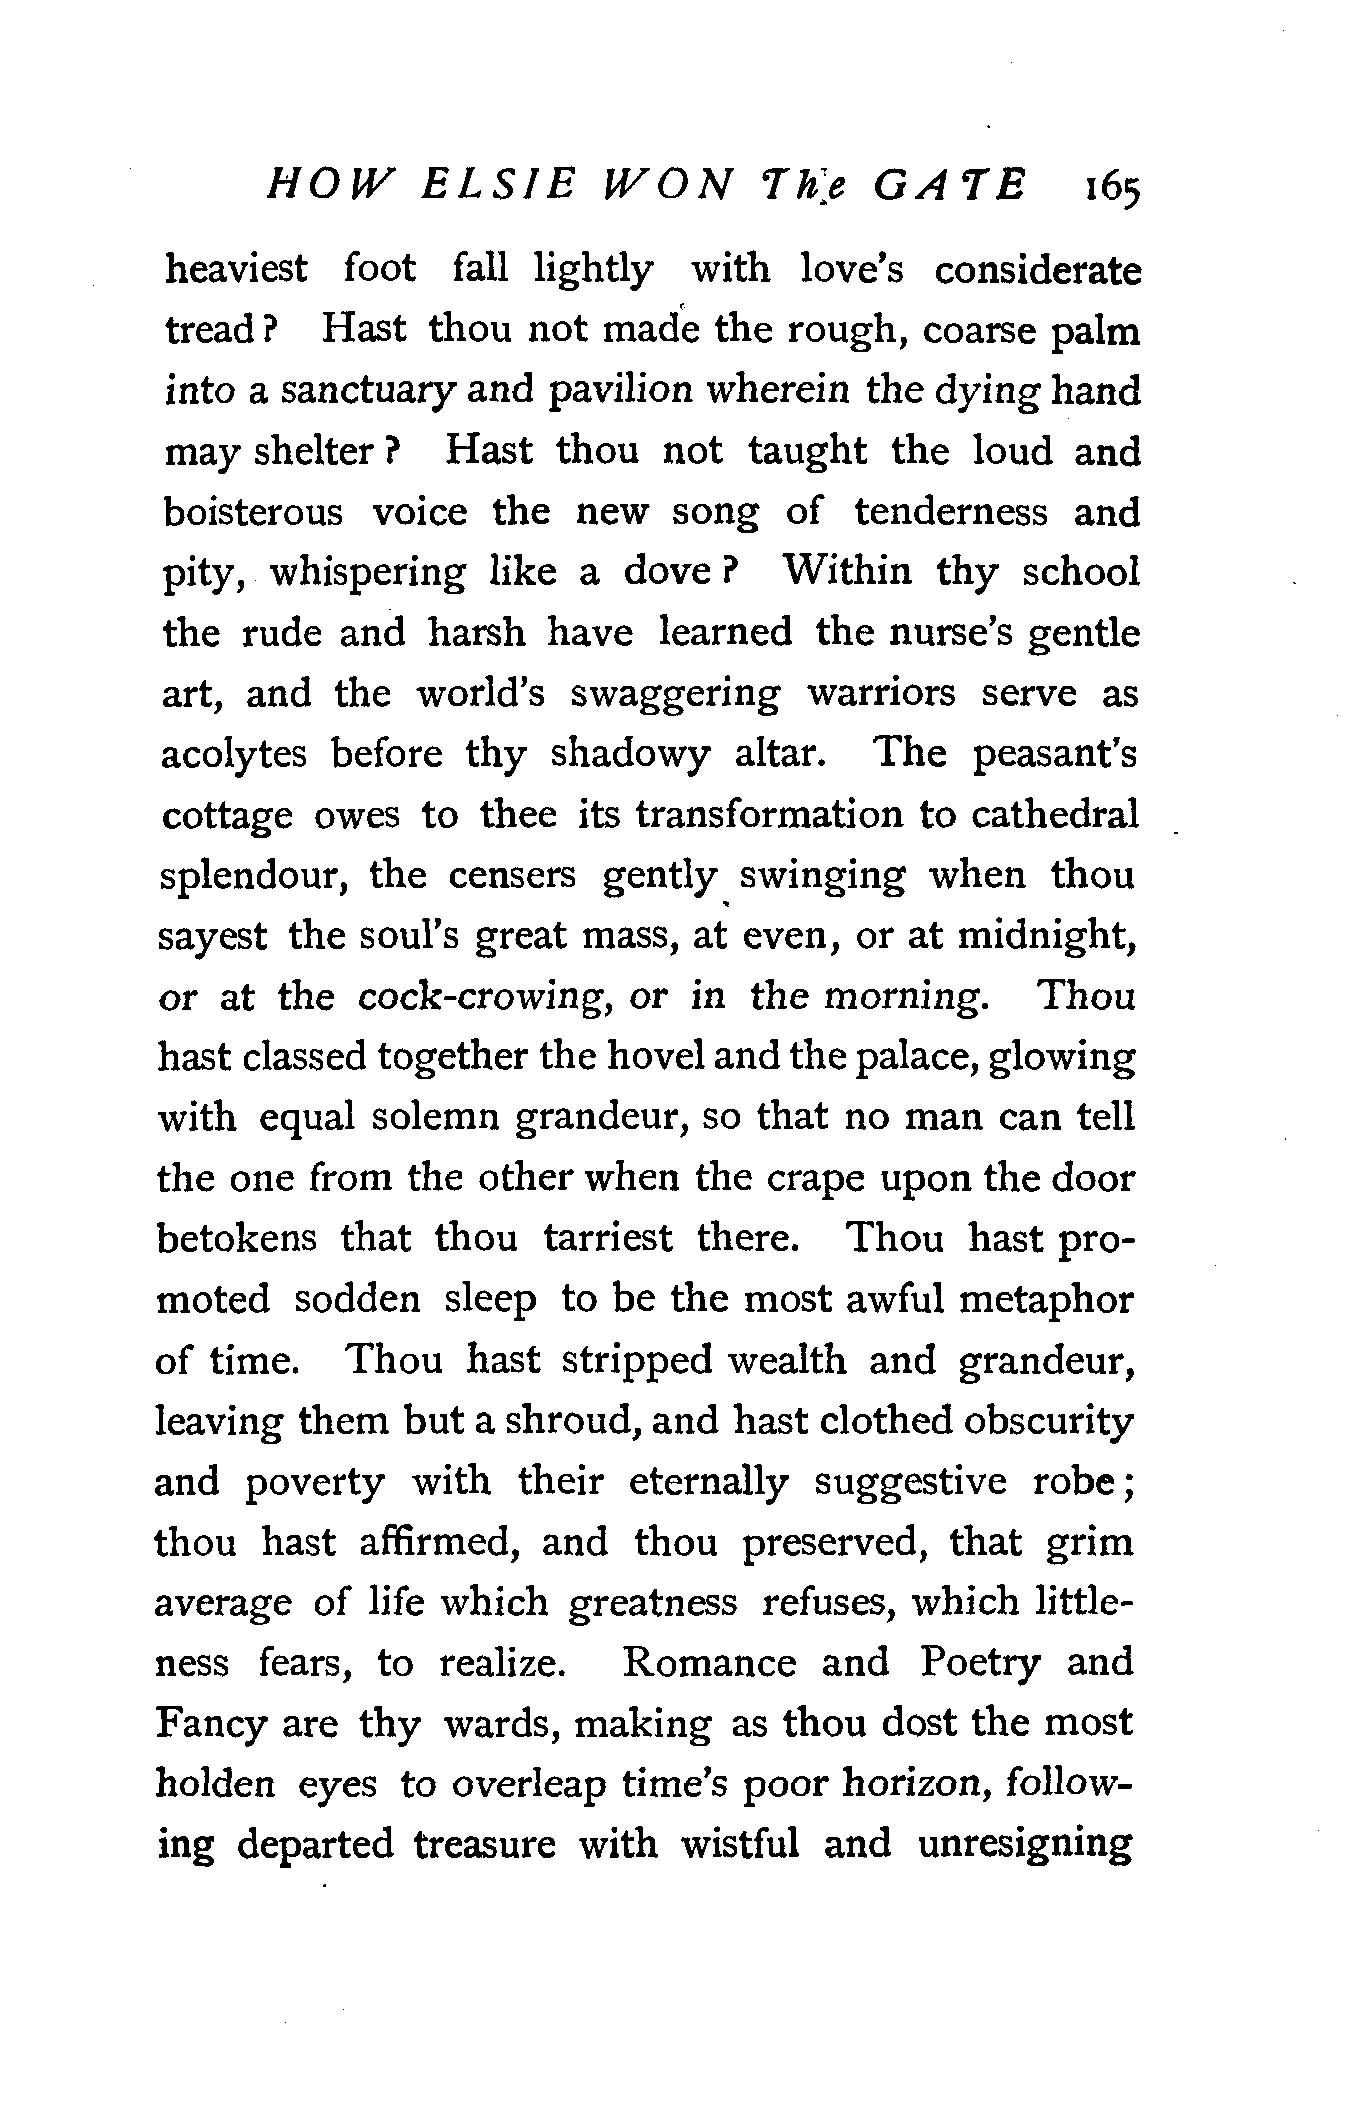 HOW ELSIE WON The GATE 165
heaviest foot fall lightly with love's considerate
tread? Hast thou not made the rough, coarse palm
into a sanctuary and pavilion wherein the dying hand
may shelter? Hast thou not taught the loud and
boisterous voice the new song of tenderness and
pity, whispering like a dove? Within thy school
the rude and harsh have learned the nurse's gentle
art, and the world's swaggering warriors serve as
acolytes before thy shadowy altar. The peasant's
cottage owes to thee its transformation to cathedral
splendour, the censers gently swinging when thou
sayest the soul's great mass, at even, or at midnight,
or at the cock-crowing, or in the morning. Thou
hast classed together the hovel and the palace, glowing
with equal solemn grandeur, so that no man can tell
the one from the other when the crape upon the door
betokens that thou tarriest there. Thou hast pro-
moted sodden sleep to be the most awful metaphor
of time. Thou hast stripped wealth and grandeur,
leaving them but a shroud, and hast clothed obscurity
and poverty with their eternally suggestive robe;
thou hast affirmed, and thou preserved, that grim
average of life which greatness refuses, which little-
ness fears, to realize. Romance and Poetry and
Fancy are thy wards, making as thou dost the most
holden eyes to overleap time's poor horizon, follow-
ing departed treasure with wistful and unresigning